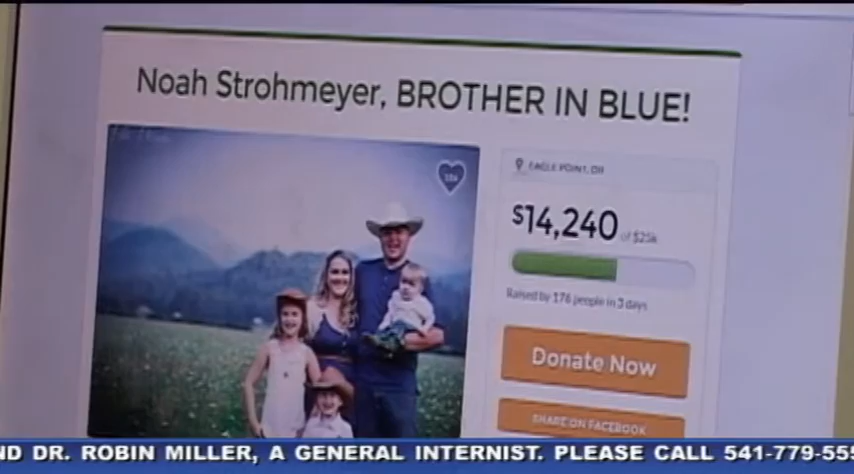 Noah Strohmeyer, BROTHER IN BLUE!
EAGLE POINT, OR
$14,240 of $25k
Raised by 176 people in 3 days
Donate Now
SHARE ON FACEBOOK
ND DR. ROBIN MILLER, A GENERAL INTERNIST. PLEASE CALL 541-779-555